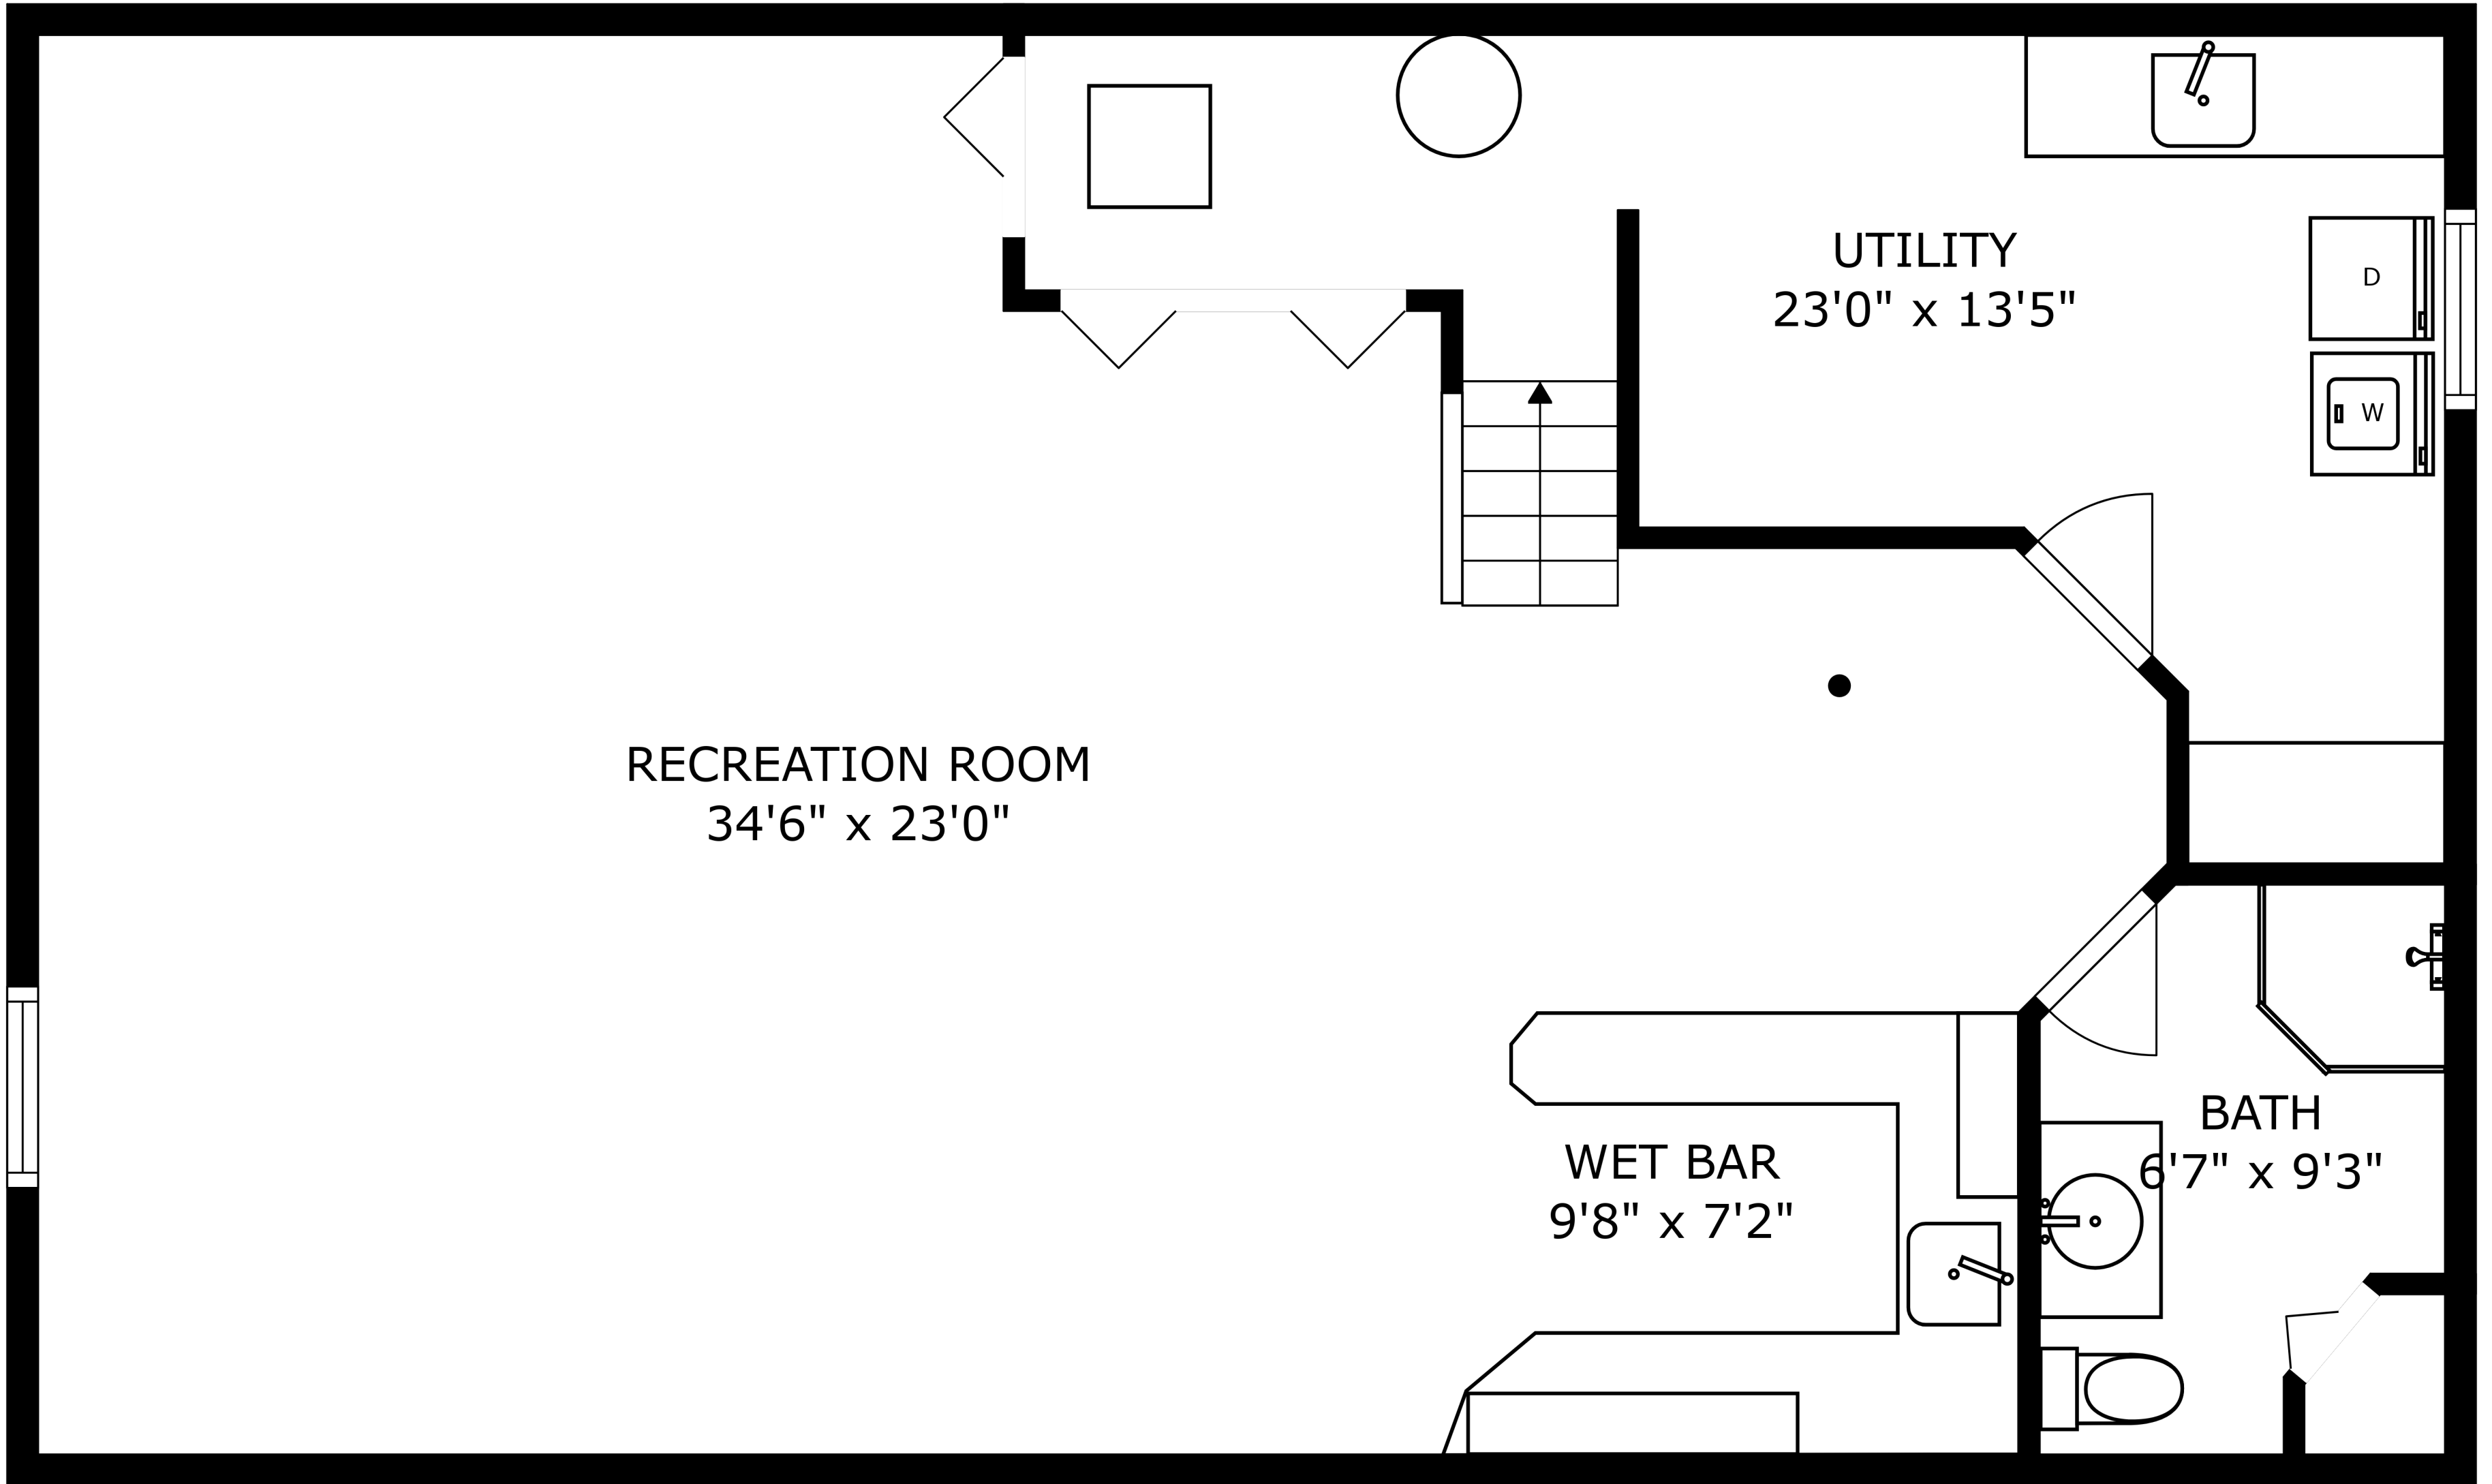 UTILITY
23'0" x 13'5"
D
W
RECREATION ROOM
34'6" x 23'0"
WET BAR
9'8" x 7'2"
BATH
6'7" x 9'3"